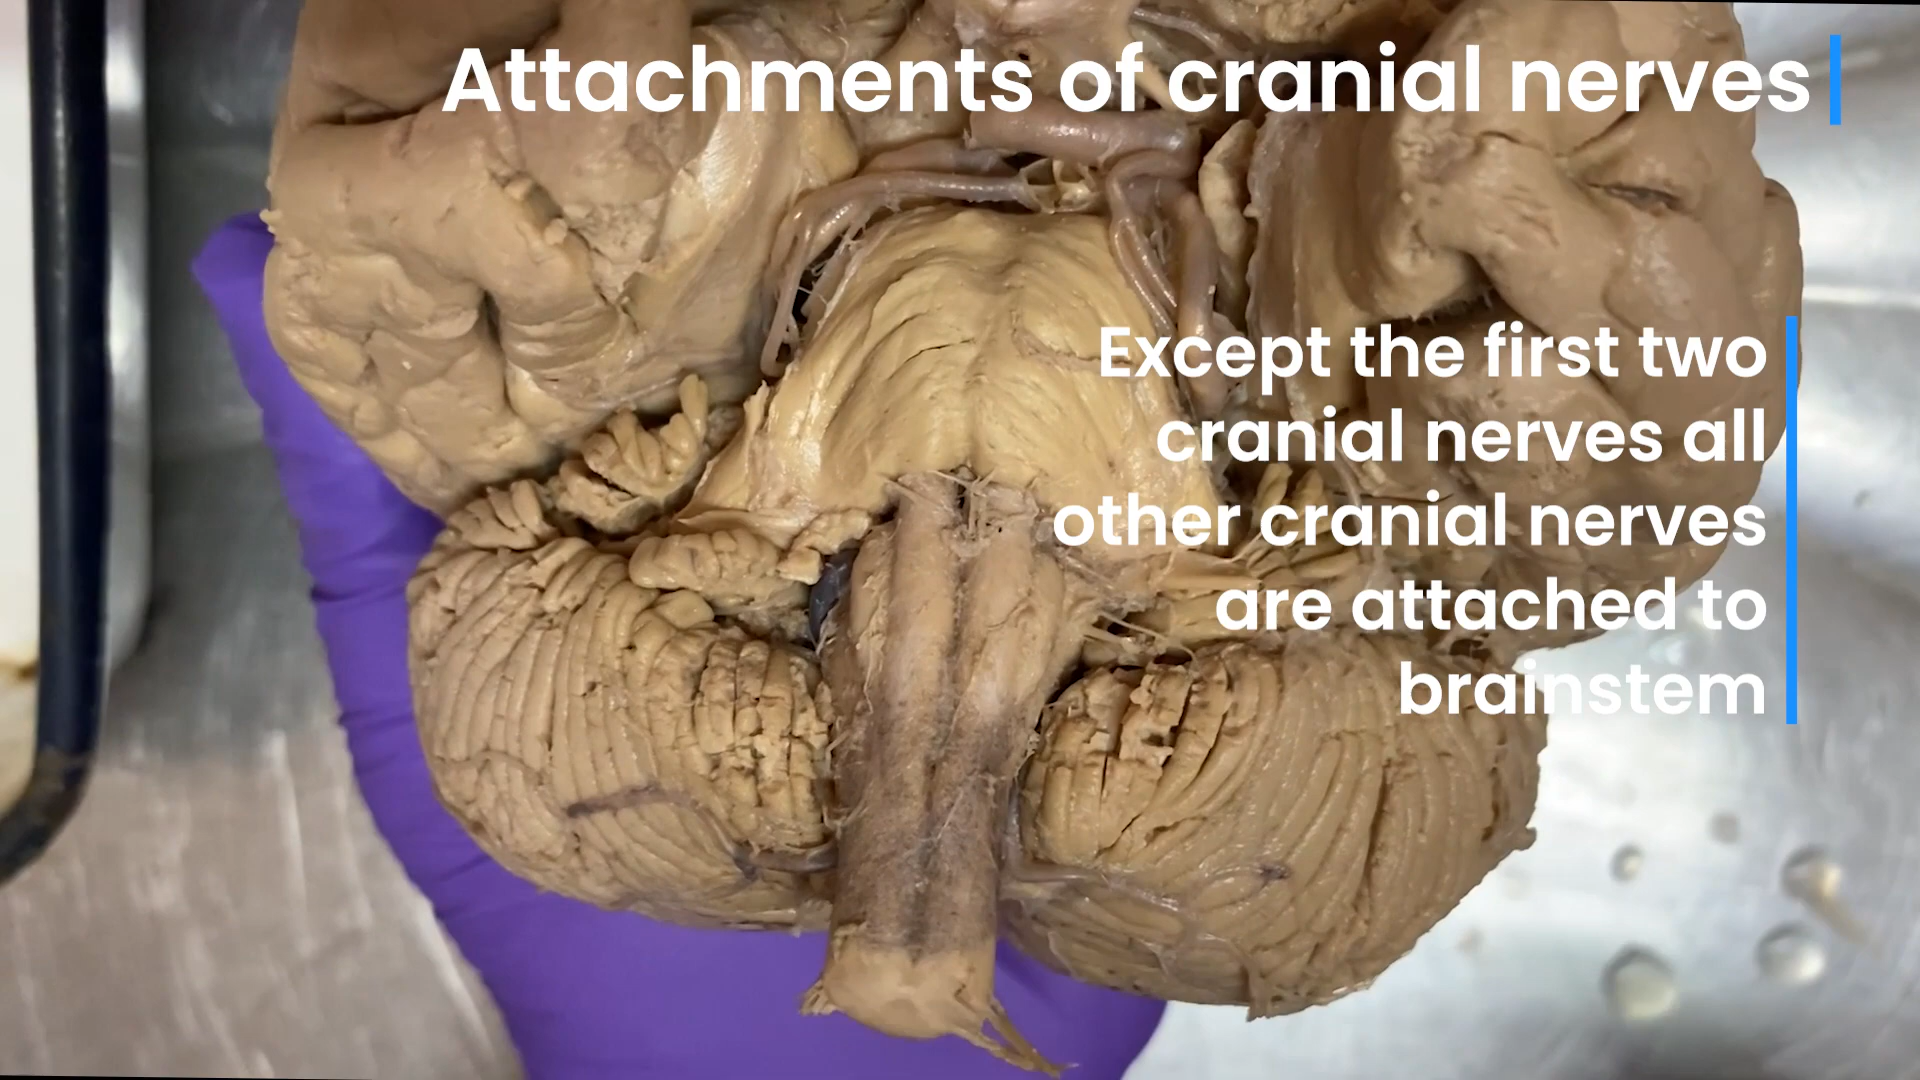 Attachments of cranial nerves
Except the first two
cranial nerves all
other cranial nerves
are attached to
brainstem